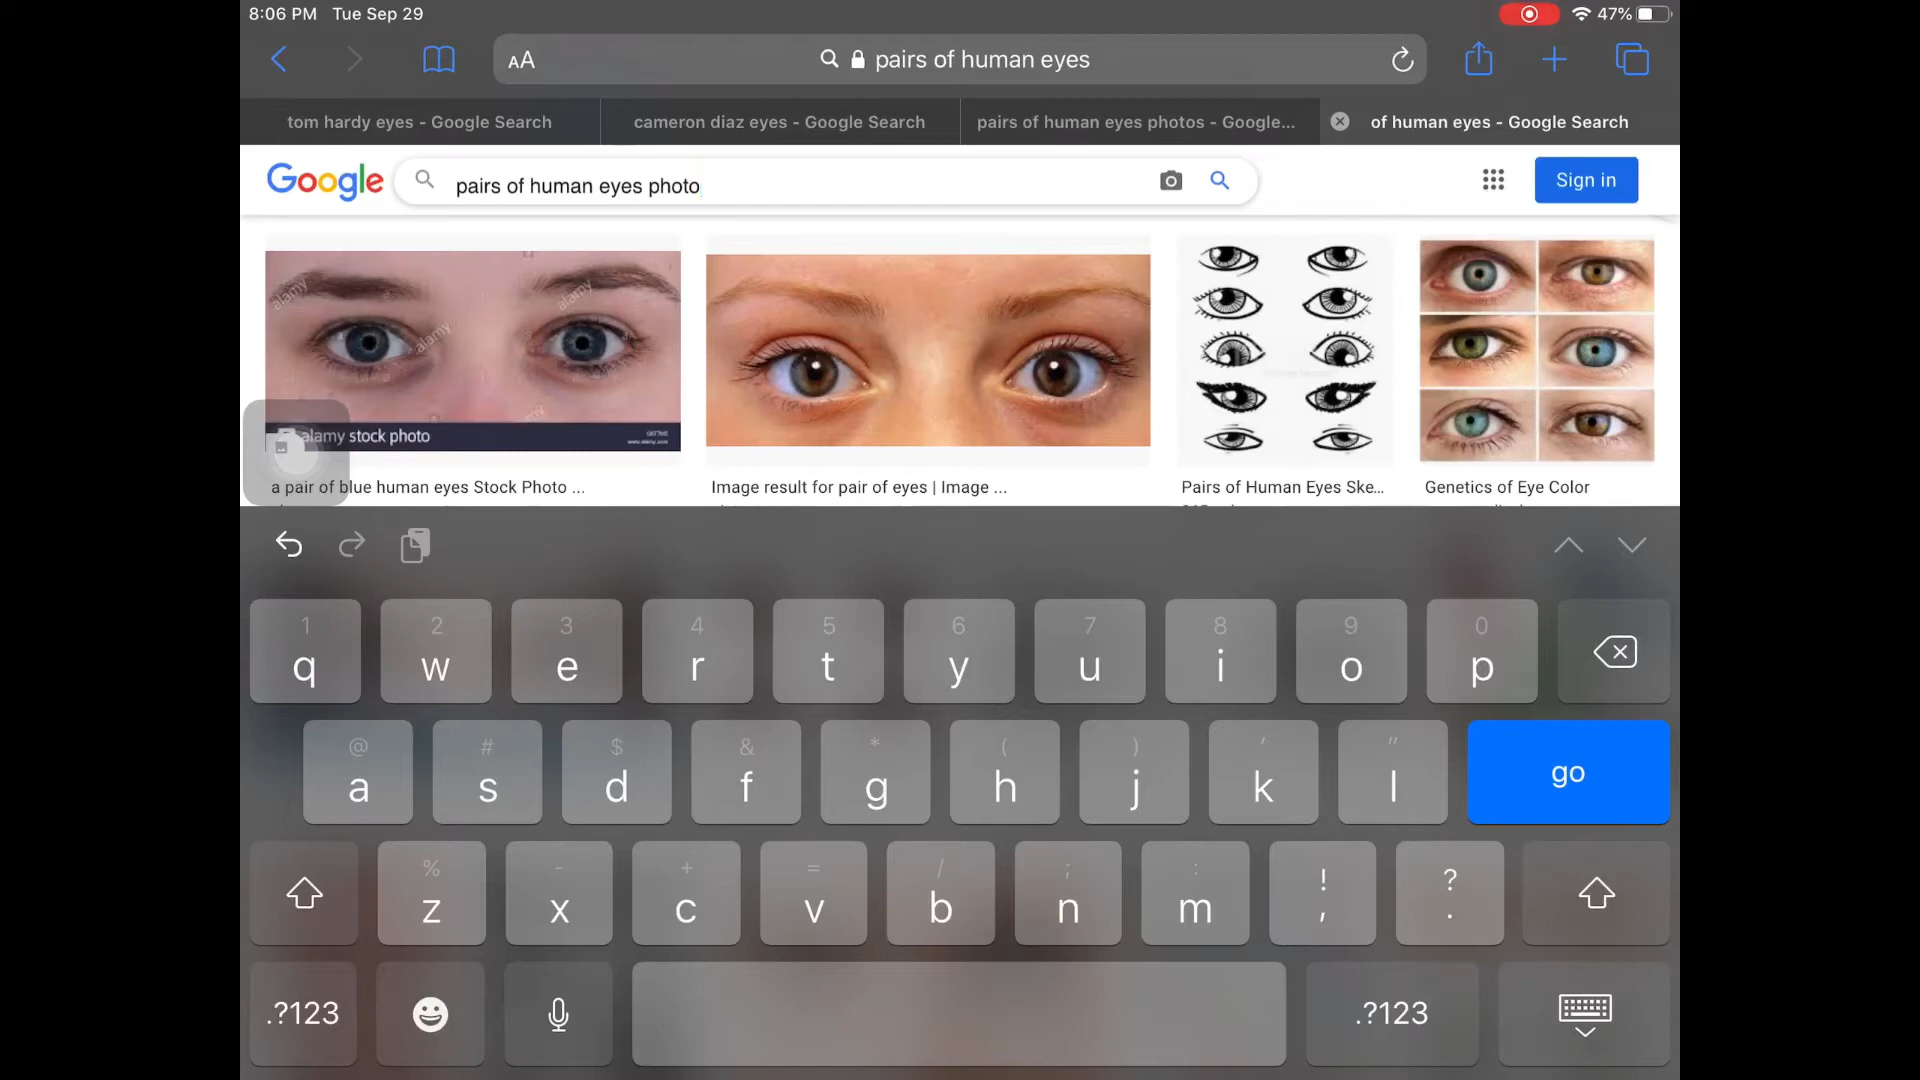 8:06 PM Tue Sep 29
47%
AA
pairs of human eyes
tom hardy eyes - Google Search
cameron diaz eyes - Google Search
pairs of human eyes photos - Google...
of human eyes - Google Search
Google
pairs of human eyes photo
Sign in
alamy
alamy
alamy
alamy stock photo
a pair of blue human eyes Stock Photo ...
Image result for pair of eyes | Image ...
Pairs of Human Eyes Ske...
Genetics of Eye Color
1 2 3 4 5 6 7 8 9 0
q w e r t y u i o p
@ # $ & * ( ) ' "
a s d f g h j k l go
% - + = / ; : ! ?
z x c v b n m , .
.?123 .?123